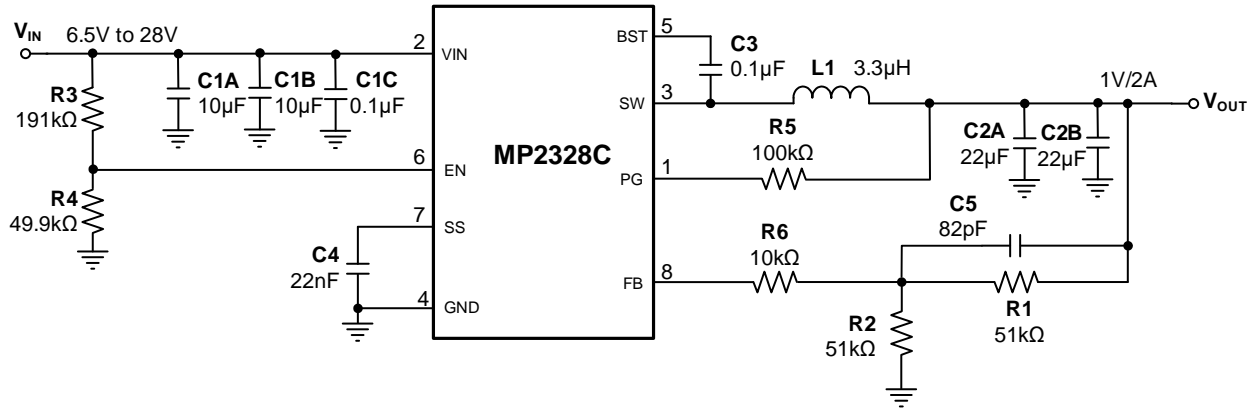 VIN
6.5V to 28V
R3
191kΩ
C1A
10µF
C1B
10µF
C1C
0.1µF
R4
49.9kΩ
C4
22nF
2
VIN
6
EN
7
SS
4
GND
MP2328C
BST
5
SW
3
PG
1
FB
8
C3
0.1µF
L1
3.3µH
R5
100kΩ
1V/2A
VOUT
C2A
22µF
C2B
22µF
C5
82pF
R6
10kΩ
R1
51kΩ
R2
51kΩ